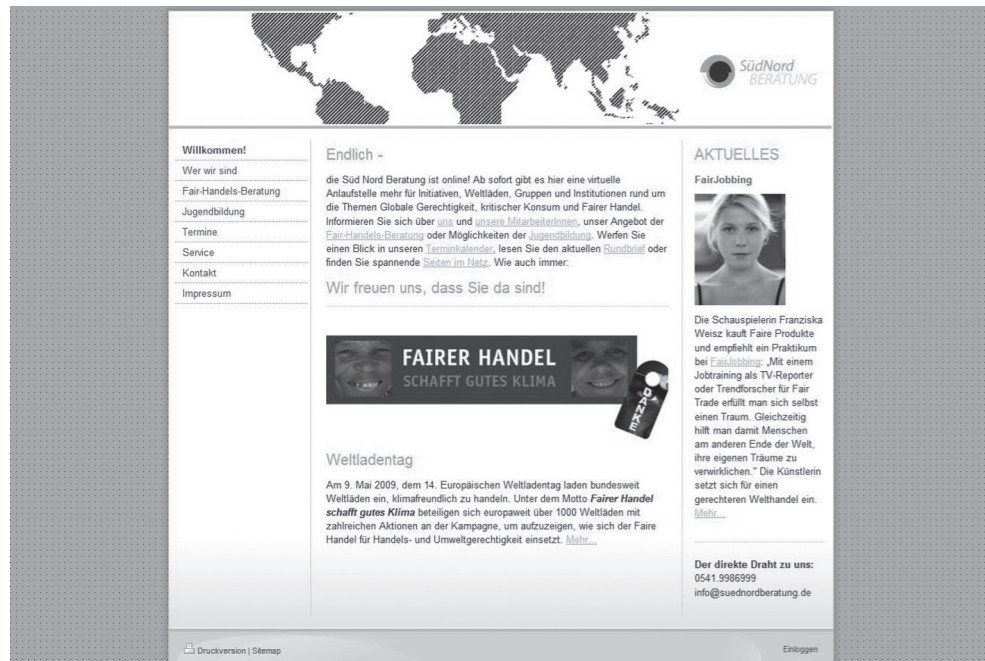 SüdNord
BERATUNG
Willkommen!
Wer wir sind
Fair-Handels-Beratung
Jugendbildung
Termine
Service
Kontakt
Impressum
Endlich -
die Süd Nord Beratung ist online! Ab sofort gibt es hier eine virtuelle
Anlaufstelle mehr für Initiativen, Weltläden, Gruppen und Institutionen rund um
die Themen Globale Gerechtigkeit, kritischer Konsum und Fairer Handel.
Informieren Sie sich über uns und unsere MitarbeiterInnen, unser Angebot der
Fair-Handels-Beratung oder Möglichkeiten der Jugendbildung. Werfen Sie
einen Blick in unseren Terminkalender, lesen Sie den aktuellen Rundbrief oder
finden Sie spannende Seiten im Netz. Wie auch immer:
Wir freuen uns, dass Sie da sind!
FAIRER HANDEL
SCHAFFT GUTES KLIMA
DANKE
Weltladentag
Am 9. Mai 2009, dem 14. Europäischen Weltladentag laden bundesweit
Weltläden ein, klimafreundlich zu handeln. Unter dem Motto Fairer Handel
schafft gutes Klima beteiligen sich europaweit über 1000 Weltläden mit
zahlreichen Aktionen an der Kampagne, um aufzuzeigen, wie sich der Faire
Handel für Handels- und Umweltgerechtigkeit einsetzt. Mehr...
AKTUELLES
FairJobbing
Die Schauspielerin Franziska
Weisz kauft Faire Produkte
und empfiehlt ein Praktikum
bei FairJobbing: „Mit einem
Jobtraining als TV-Reporter
oder Trendforscher für Fair
Trade erfüllt man sich selbst
einen Traum. Gleichzeitig
hilft man damit Menschen
am anderen Ende der Welt,
ihre eigenen Träume zu
verwirklichen." Die Künstlerin
setzt sich für einen
gerechteren Welthandel ein.
Mehr...
Der direkte Draht zu uns:
0541.9986999
info@suednordberatung.de
Druckversion | Sitemap
Einloggen